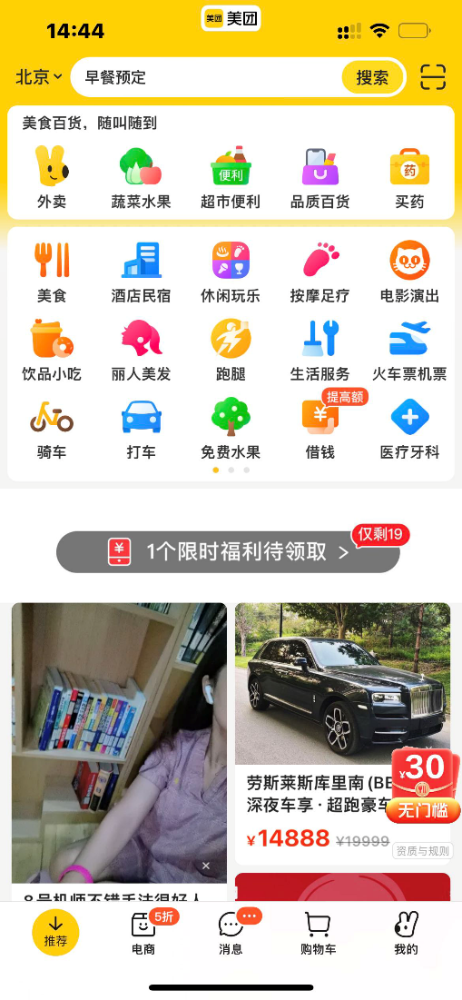 14:44
美团 美团
北京
早餐预定
搜索
美食百货，随叫随到
便利
药
外卖 蔬菜水果 超市便利 品质百货 买药
美食 酒店民宿 休闲玩乐 按摩足疗 电影演出
饮品小吃 丽人美发 跑腿 生活服务 火车票机票
提高额
¥
骑车 打车 免费水果 借钱 医疗牙科
仅剩19
¥ 1个限时福利待领取 >
劳斯莱斯库里南(BE
深夜车享·超跑豪车
¥14888 ¥19999
¥30
无门槛
资质与规则
8号机师不错手法很好人
5折
推荐 电商 消息 购物车 我的